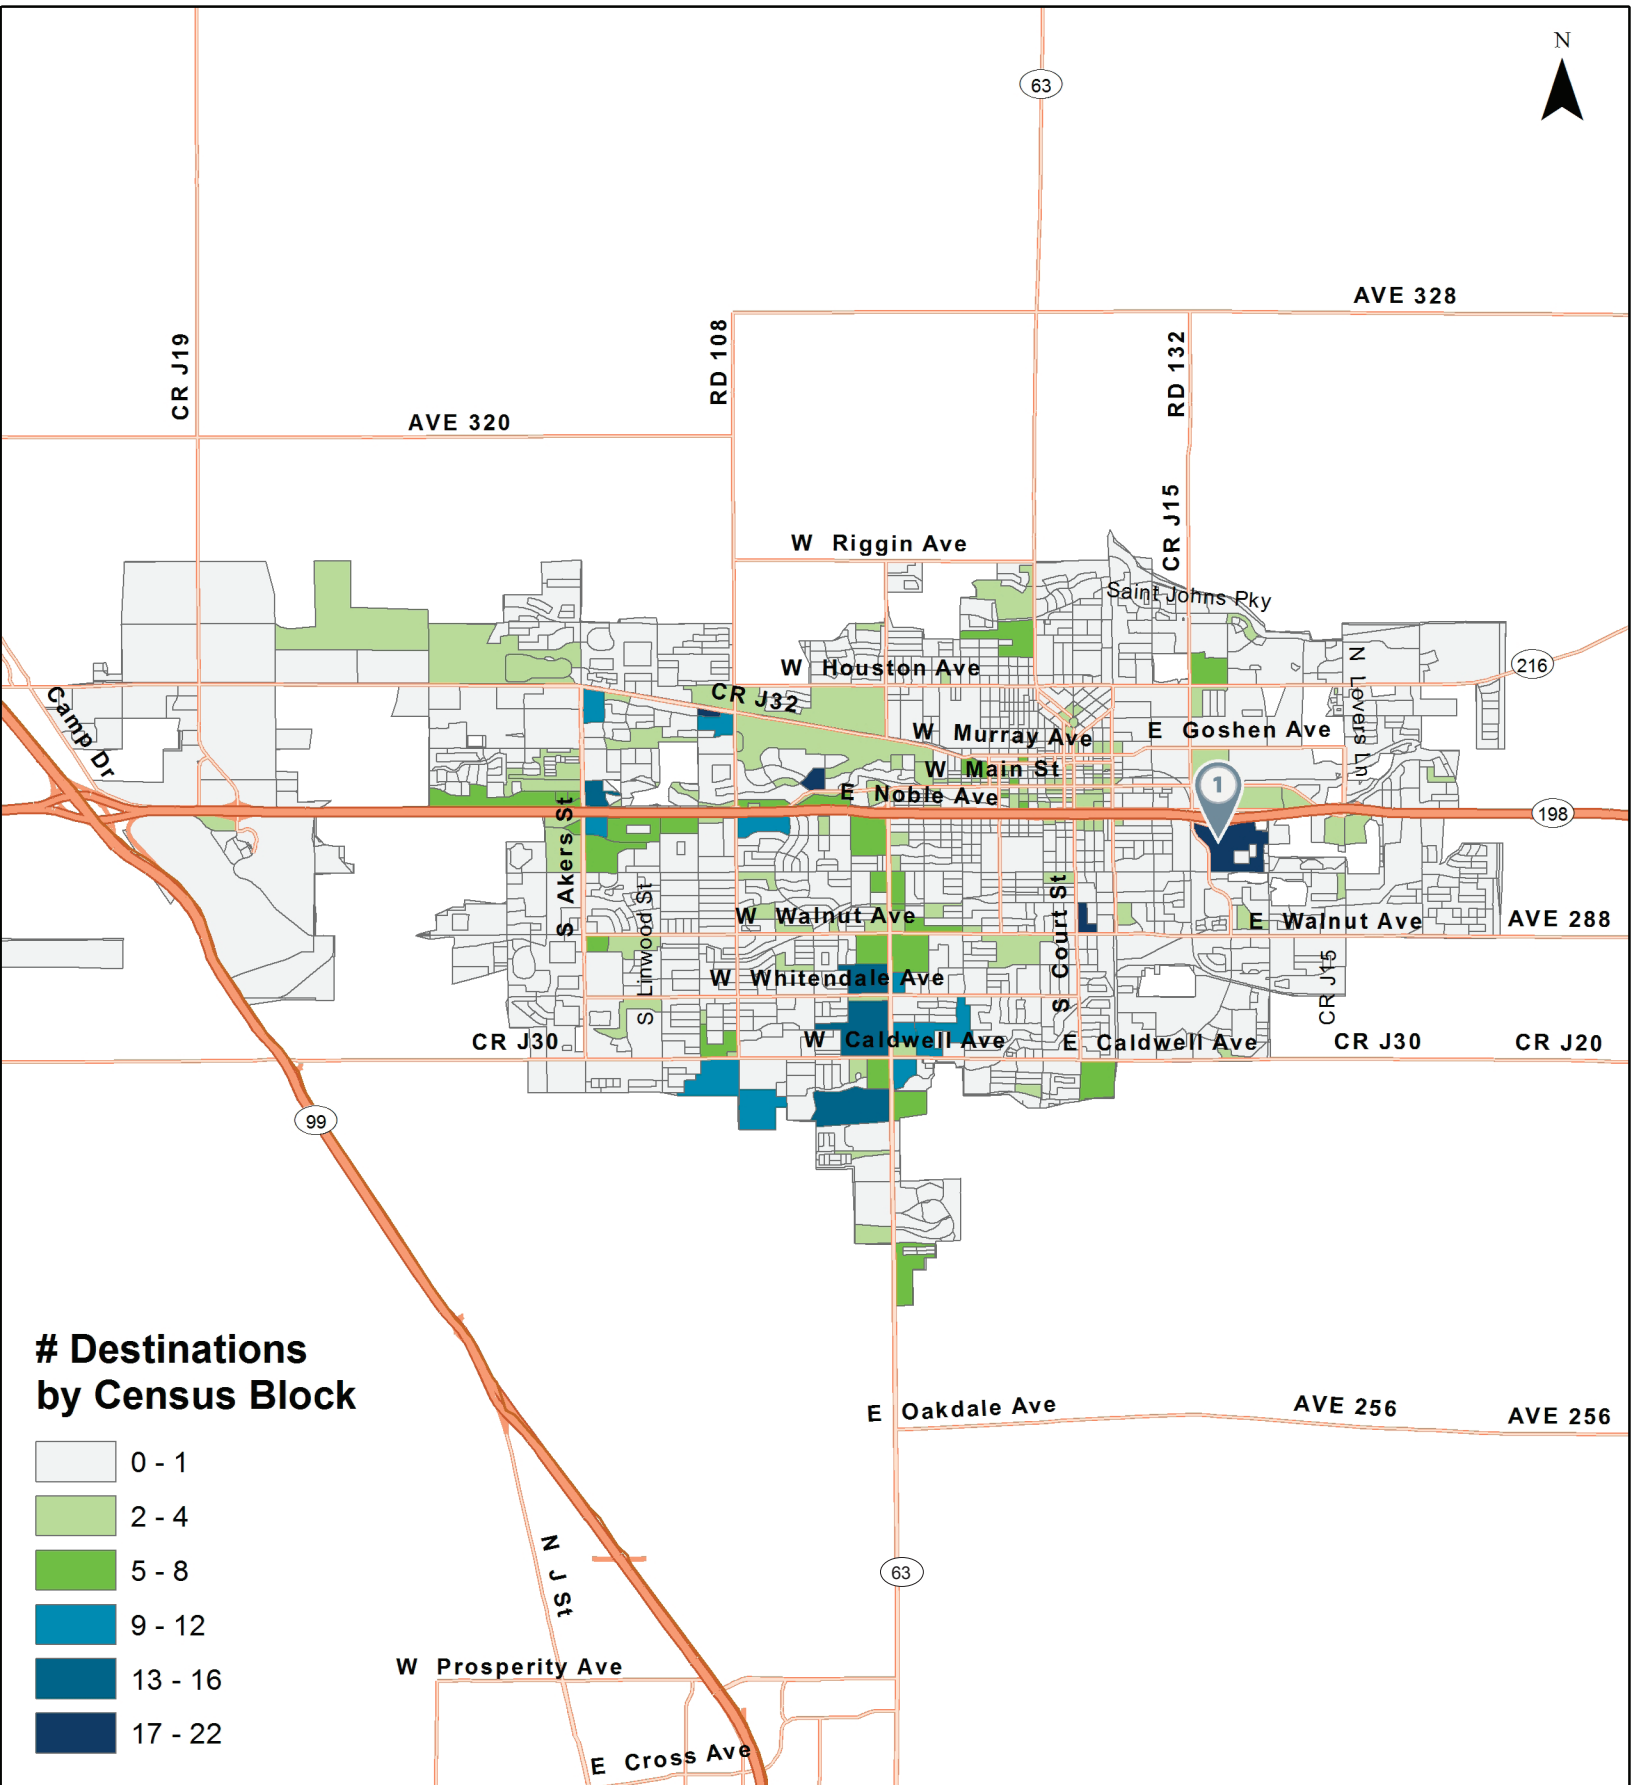 N
63
AVE 328
CR J19
RD 108
RD 132
AVE 320
CR J15
W Riggin Ave
Saint Johns Pky
W Houston Ave
N Lovers Ln
216
Camp Dr
CR J32
W Murray Ave
E Goshen Ave
W Main St
1
E Noble Ave
198
S Akers St
S Linwood St
S Court St
W Walnut Ave
E Walnut Ave
AVE 288
W Whitendale Ave
CR J15
CR J30
W Caldwell Ave
E Caldwell Ave
CR J30
CR J20
99
# Destinations
by Census Block
0 - 1
2 - 4
5 - 8
9 - 12
13 - 16
17 - 22
E Oakdale Ave
AVE 256
AVE 256
N J St
63
W Prosperity Ave
E Cross Ave